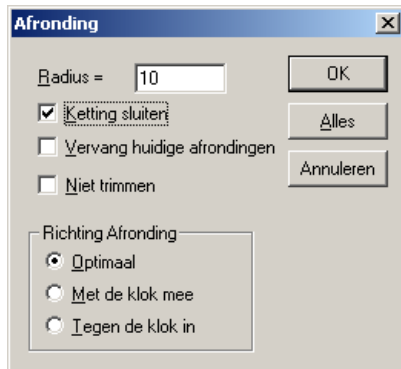 Afronding
Radius = 10
OK
Ketting sluiten
Alles
Vervang huidige afrondingen
Annuleren
Niet trimmen
Richting Afronding
Optimaal
Met de klok mee
Tegen de klok in